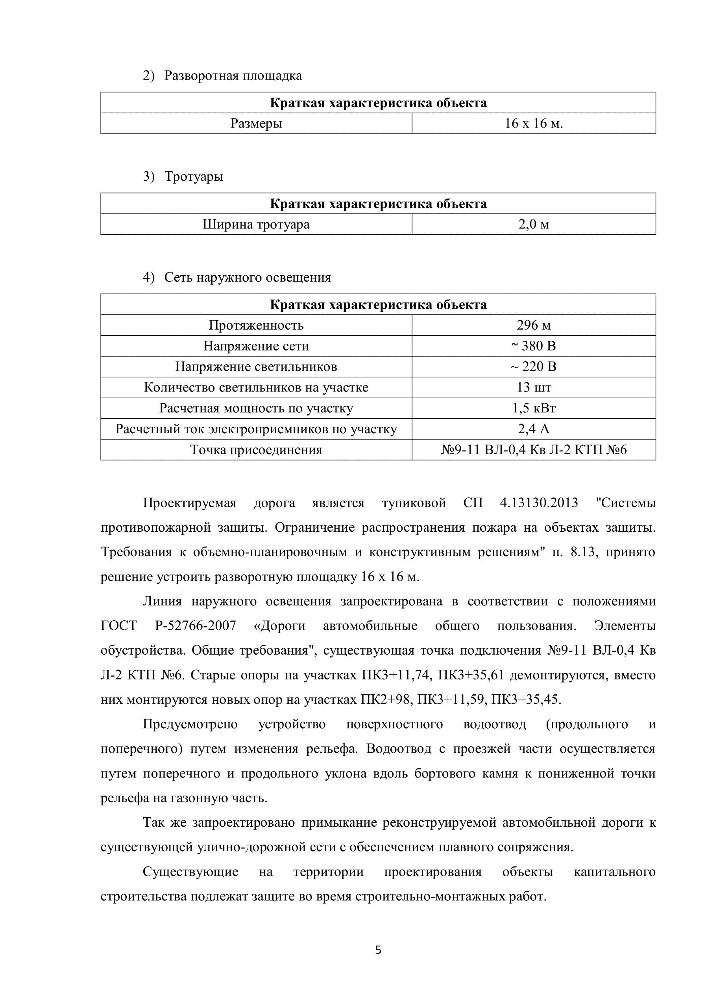 2) Разворотная площадка
Краткая характеристика объекта
Размеры 16 х 16 м.
3) Тротуары
Краткая характеристика объекта
Ширина тротуара 2,0 м
4) Сеть наружного освещения
Краткая характеристика объекта
Протяженность 296 м
Напряжение сети ~ 380 В
Напряжение светильников ~ 220 В
Количество светильников на участке 13 шт
Расчетная мощность по участку 1,5 кВт
Расчетный ток электроприемников по участку 2,4 А
Точка присоединения №9-11 ВЛ-0,4 Кв Л-2 КТП №6
Проектируемая дорога является тупиковой СП 4.13130.2013 "Системы
противопожарной защиты. Ограничение распространения пожара на объектах защиты.
Требования к объемно-планировочным и конструктивным решениям" п. 8.13, принято
решение устроить разворотную площадку 16 х 16 м.
Линия наружного освещения запроектирована в соответствии с положениями
ГОСТ Р-52766-2007 «Дороги автомобильные общего пользования. Элементы
обустройства. Общие требования", существующая точка подключения №9-11 ВЛ-0,4 Кв
Л-2 КТП №6. Старые опоры на участках ПК3+11,74, ПК3+35,61 демонтируются, вместо
них монтируются новых опор на участках ПК2+98, ПК3+11,59, ПК3+35,45.
Предусмотрено устройство поверхностного водоотвод (продольного и
поперечного) путем изменения рельефа. Водоотвод с проезжей части осуществляется
путем поперечного и продольного уклона вдоль бортового камня к пониженной точки
рельефа на газонную часть.
Так же запроектировано примыкание реконструируемой автомобильной дороги к
существующей улично-дорожной сети с обеспечением плавного сопряжения.
Существующие на территории проектирования объекты капитального
строительства подлежат защите во время строительно-монтажных работ.
5